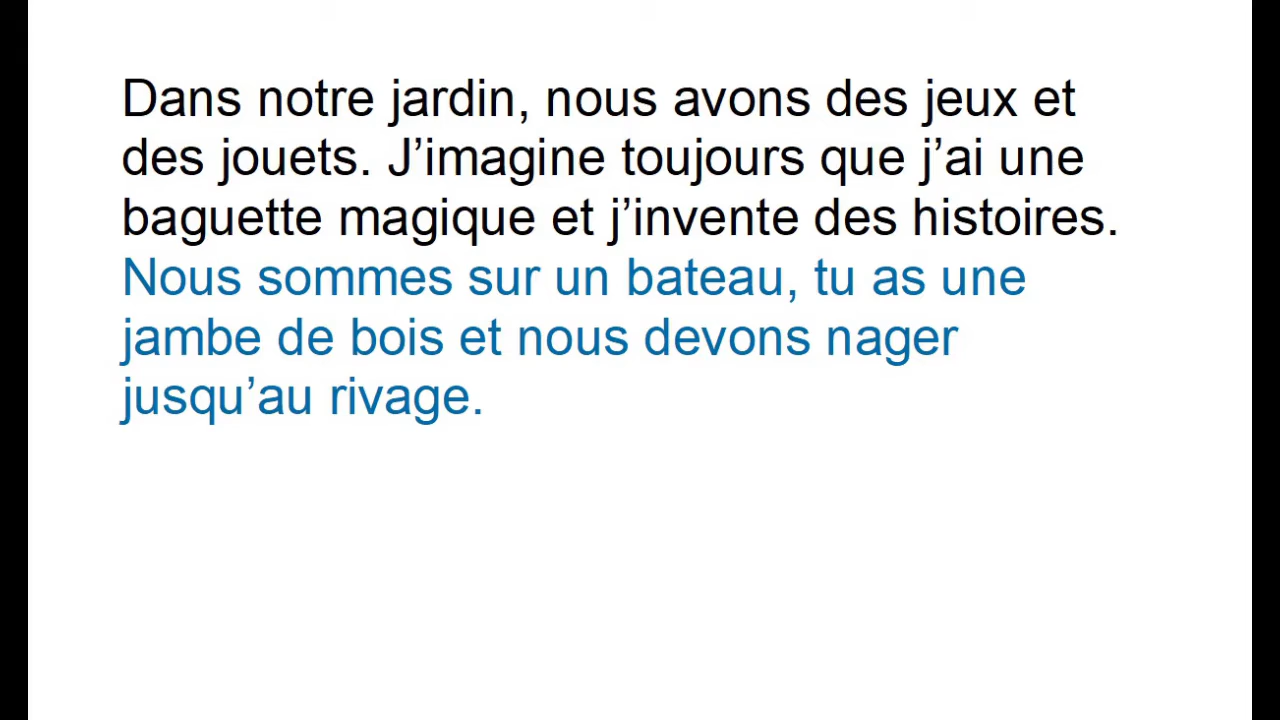 Dans notre jardin, nous avons des jeux et
des jouets. J’imagine toujours que j’ai une
baguette magique et j’invente des histoires.
Nous sommes sur un bateau, tu as une
jambe de bois et nous devons nager
jusqu’au rivage.